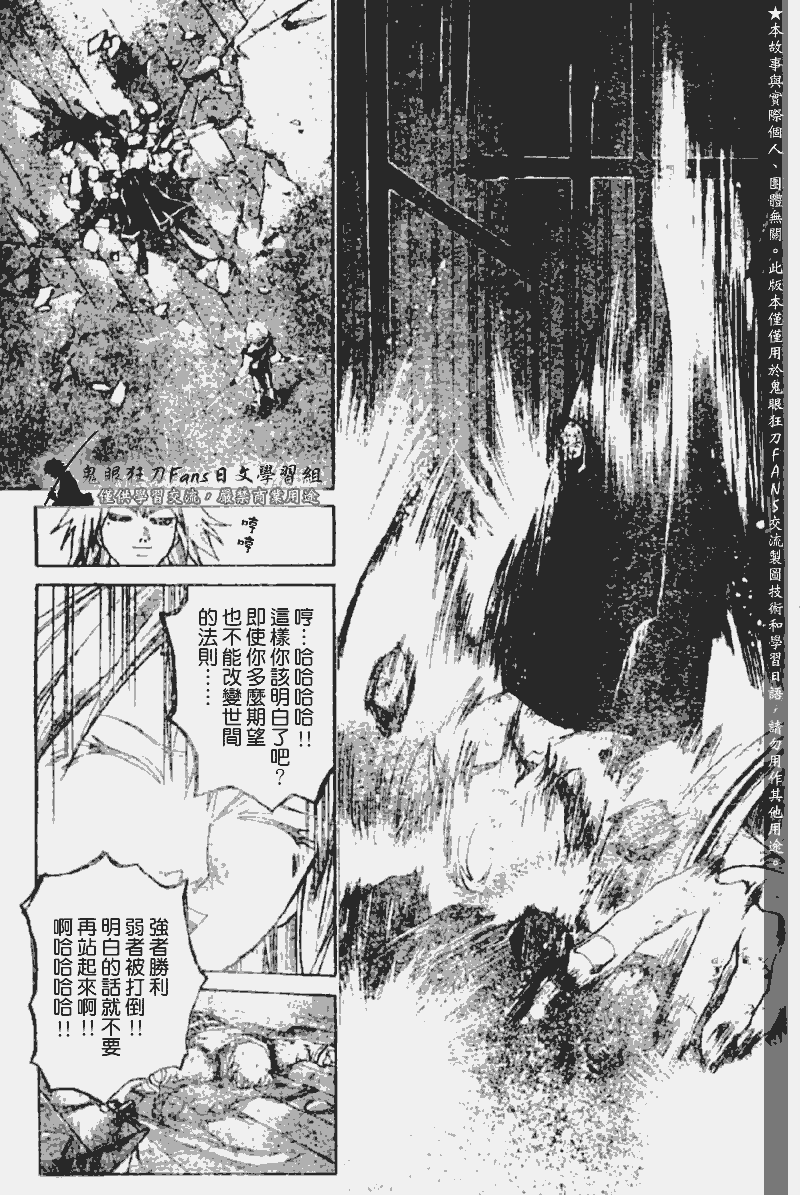 ★本故事與實際個人、團體無關。此版本僅僅用於鬼眼狂刀FANS交流製圖技術和學習日語，請勿用作其他用途。
鬼眼狂刀Fans日文學習組
僅供學習交流，嚴禁商業用途
哼
哼
哼…哈哈哈哈!!
這樣你該明白了吧？
即使你多麼期望
也不能改變世間
的法則……
強者勝利
弱者被打倒!!
明白的話就不要
再站起來啊!!
啊哈哈哈哈!!